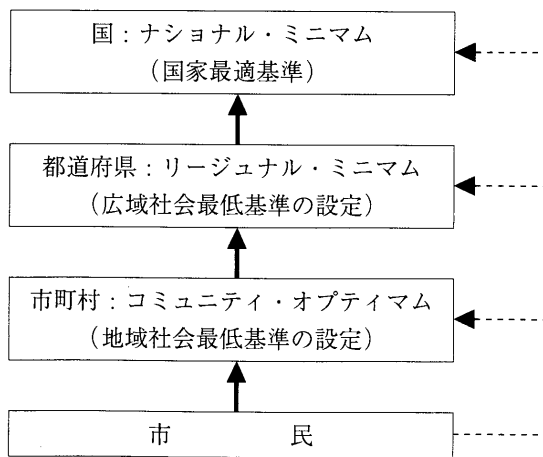 国：ナショナル・ミニマム
（国家最適基準）
都道府県：リージュナル・ミニマム
（広域社会最低基準の設定）
市町村：コミュニティ・オプティマム
（地域社会最低基準の設定）
市　　　　　民